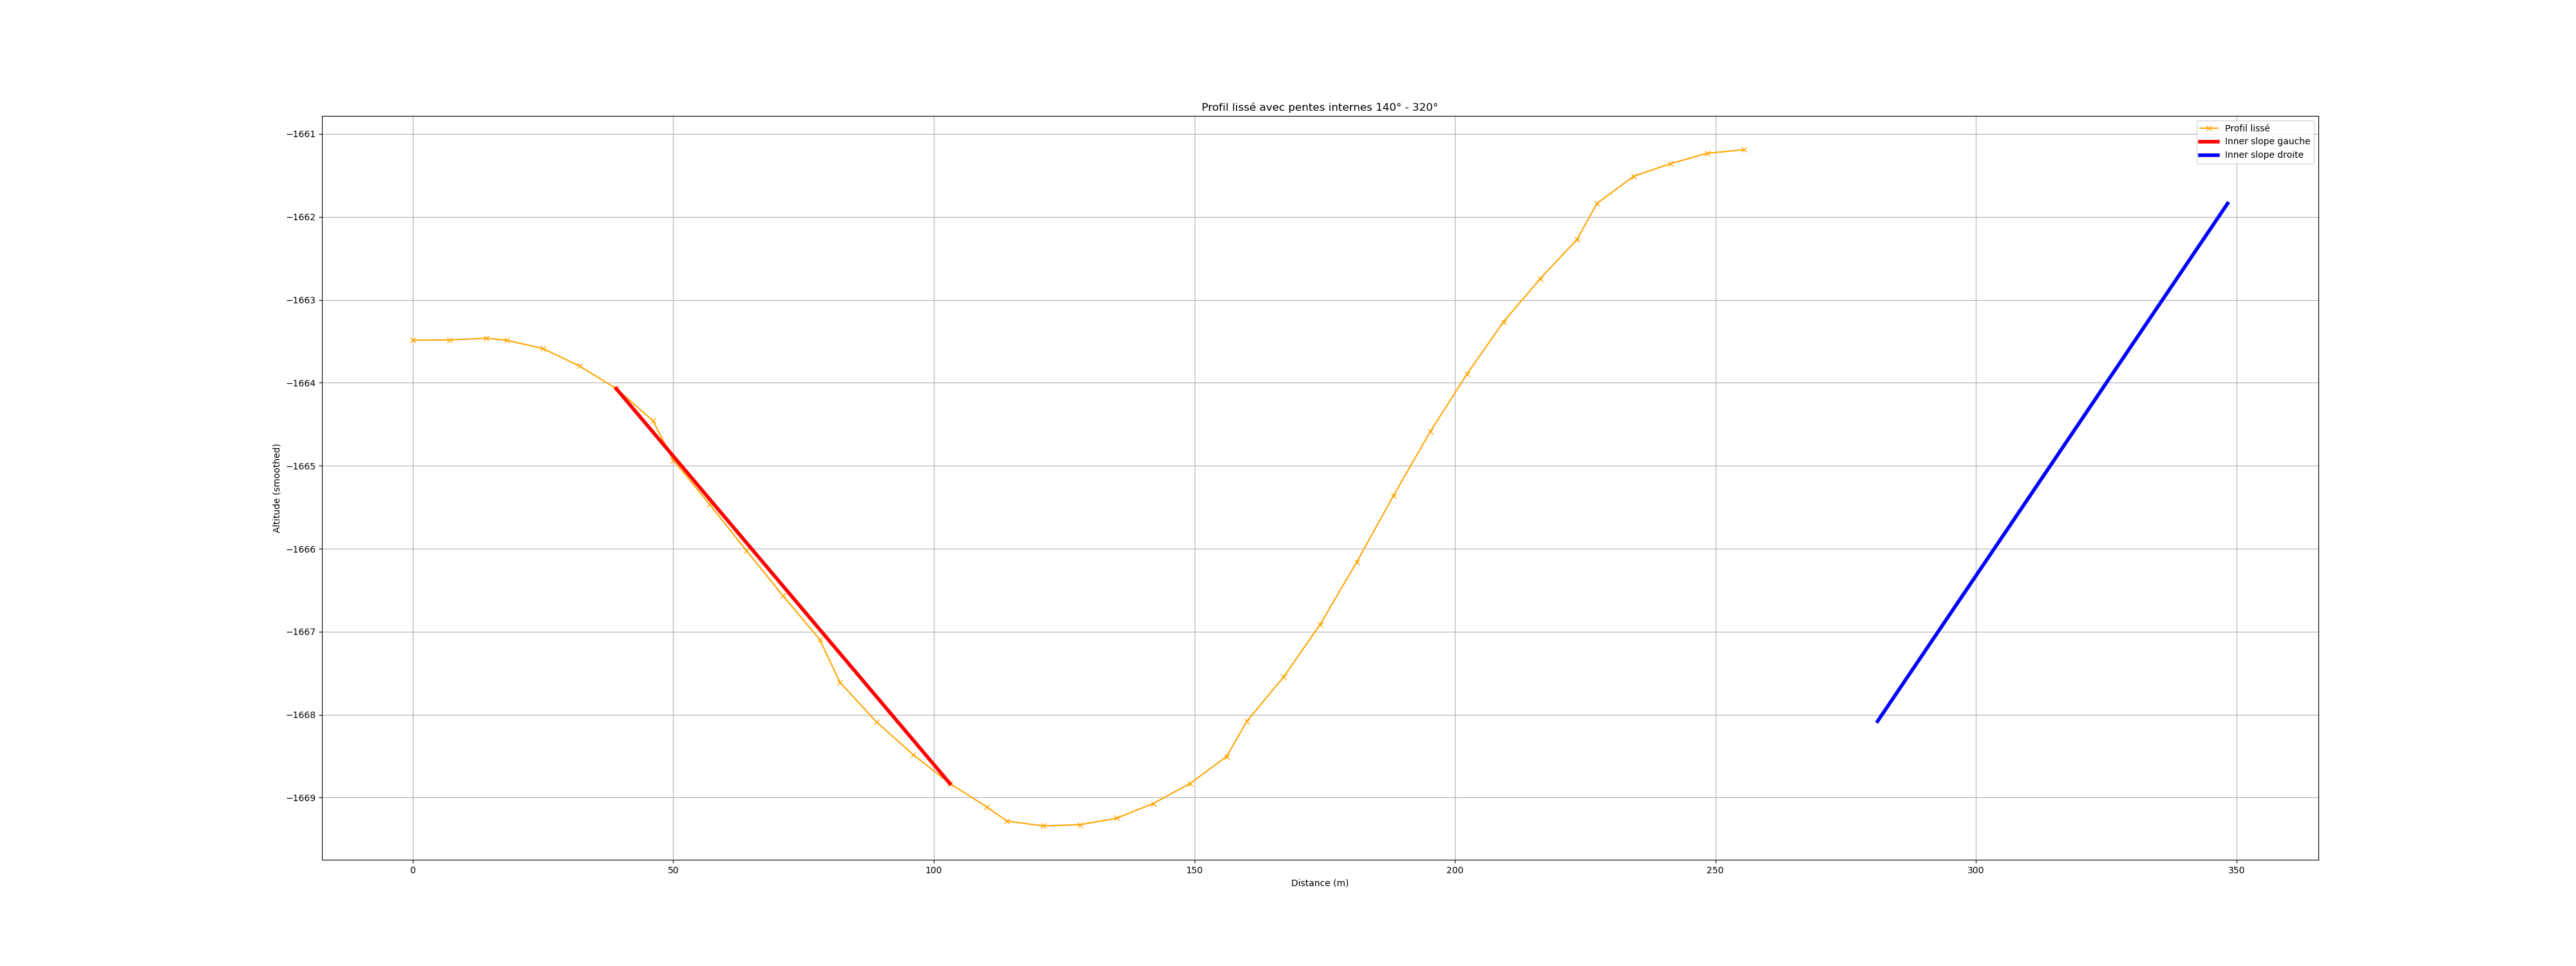 Profil lissé avec pentes internes 140° - 320°
Profil lissé
Inner slope gauche
Inner slope droite
Altitude (smoothed)
−1661
−1662
−1663
−1664
−1665
−1666
−1667
−1668
−1669
0 50 100 150 200 250 300 350
Distance (m)